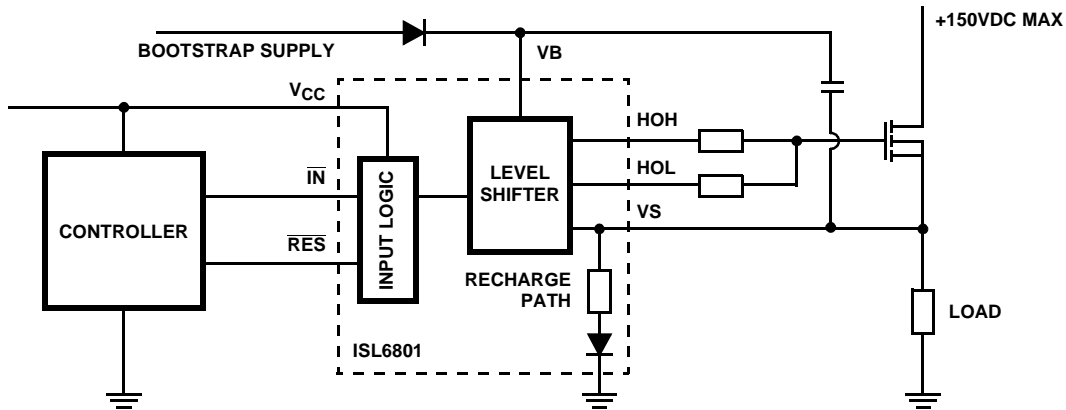 +150VDC MAX
BOOTSTRAP SUPPLY
VB
VCC
HOH
IN
LEVEL
SHIFTER
HOL
CONTROLLER
INPUT LOGIC
VS
RES
RECHARGE
PATH
LOAD
ISL6801